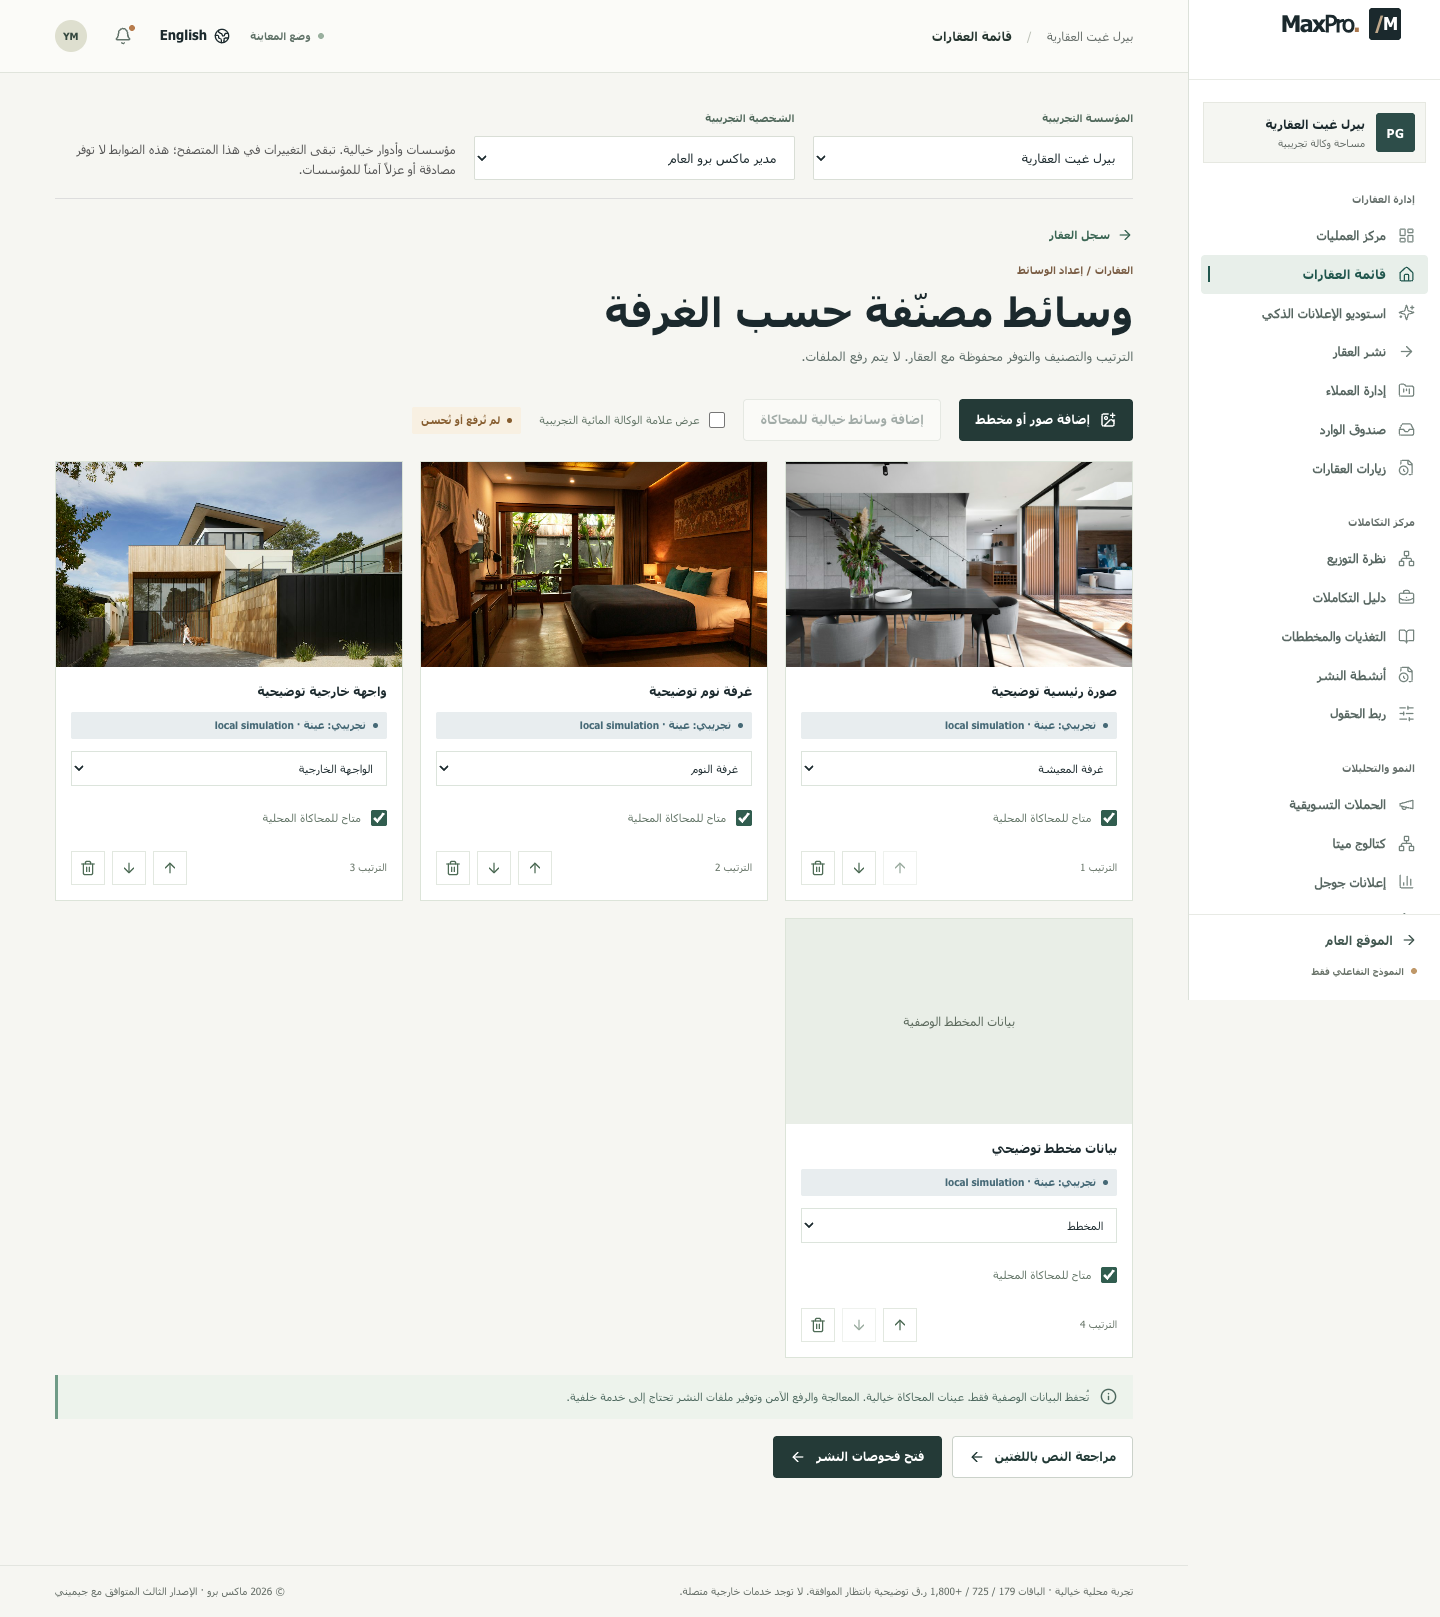 MaxPro.
/M
بيرل غيت العقارية
/
قائمة العقارات
وضع المعاينة
English
YM
PG
بيرل غيت العقارية
مساحة وكالة تجريبية
إدارة العقارات
مركز العمليات
قائمة العقارات
استوديو الإعلانات الذكي
نشر العقار
إدارة العملاء
صندوق الوارد
زيارات العقارات
مركز التكاملات
نظرة التوزيع
دليل التكاملات
التغذيات والمخططات
أنشطة النشر
ربط الحقول
النمو والتحليلات
الحملات التسويقية
كتالوج ميتا
إعلانات جوجل
الموقع العام
النموذج التفاعلي فقط
المؤسسة التجريبية
بيرل غيت العقارية
الشخصية التجريبية
مدير ماكس برو العام
مؤسسات وأدوار خيالية. تبقى التغييرات في هذا المتصفح؛ هذه الضوابط لا توفر
مصادقة أو عزلاً آمناً للمؤسسات.
سجل العقار
العقارات / إعداد الوسائط
وسائط مصنّفة حسب الغرفة
الترتيب والتصنيف والتوفر محفوظة مع العقار. لا يتم رفع الملفات.
إضافة صور أو مخطط
إضافة وسائط خيالية للمحاكاة
عرض علامة الوكالة المائية التجريبية
لم تُرفع أو تُحسن
صورة رئيسية توضيحية
تجريبي: عينة · local simulation
غرفة المعيشة
متاح للمحاكاة المحلية
الترتيب 1
غرفة نوم توضيحية
تجريبي: عينة · local simulation
غرفة النوم
متاح للمحاكاة المحلية
الترتيب 2
واجهة خارجية توضيحية
تجريبي: عينة · local simulation
الواجهة الخارجية
متاح للمحاكاة المحلية
الترتيب 3
بيانات المخطط الوصفية
بيانات مخطط توضيحي
تجريبي: عينة · local simulation
المخطط
متاح للمحاكاة المحلية
الترتيب 4
تُحفظ البيانات الوصفية فقط. عينات المحاكاة خيالية. المعالجة والرفع الآمن وتوفير ملفات النشر تحتاج إلى خدمة خلفية.
مراجعة النص باللغتين
فتح فحوصات النشر
تجربة محلية خيالية · الباقات 179 / 725 / +1,800 ر.ق توضيحية بانتظار الموافقة. لا توجد خدمات خارجية متصلة.
© 2026 ماكس برو · الإصدار الثالث المتوافق مع جيميني